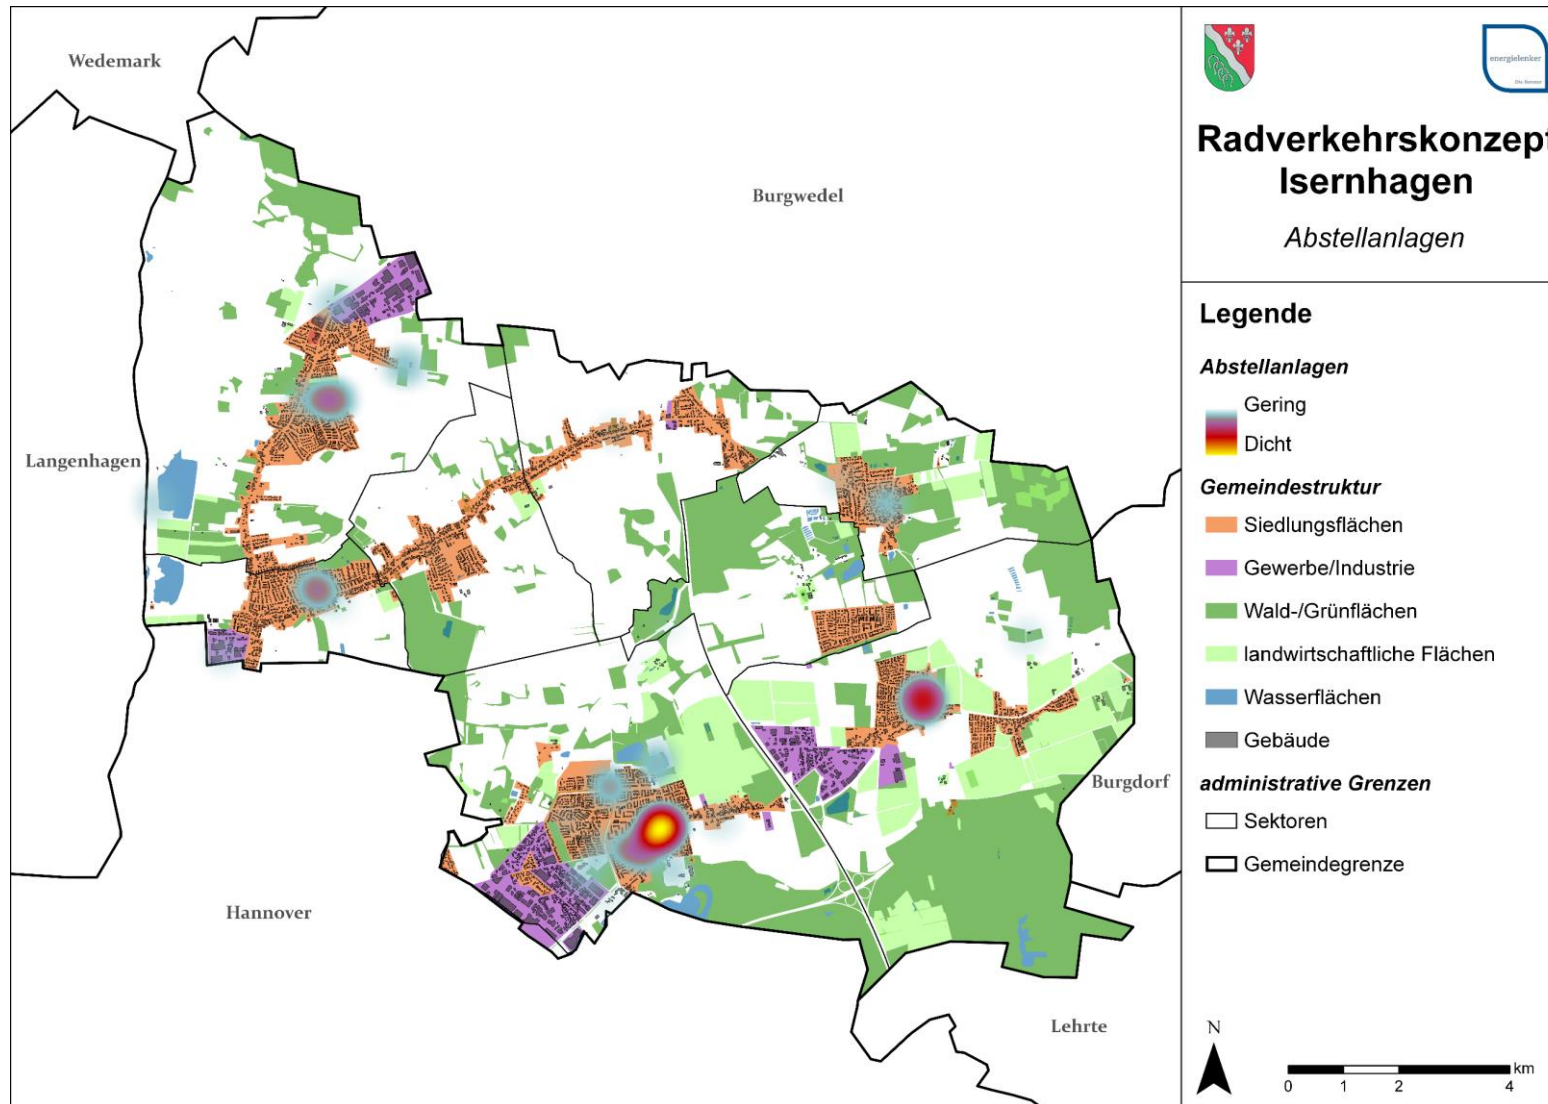 Wedemark
Burgwedel
Langenhagen
Hannover
Burgdorf
Lehrte
energielenker
Radverkehrskonzept
Isernhagen
Abstellanlagen
Legende
Abstellanlagen
Gering
Dicht
Gemeindestruktur
Siedlungsflächen
Gewerbe/Industrie
Wald-/Grünflächen
landwirtschaftliche Flächen
Wasserflächen
Gebäude
administrative Grenzen
Sektoren
Gemeindegrenze
N
km
0 1 2 4